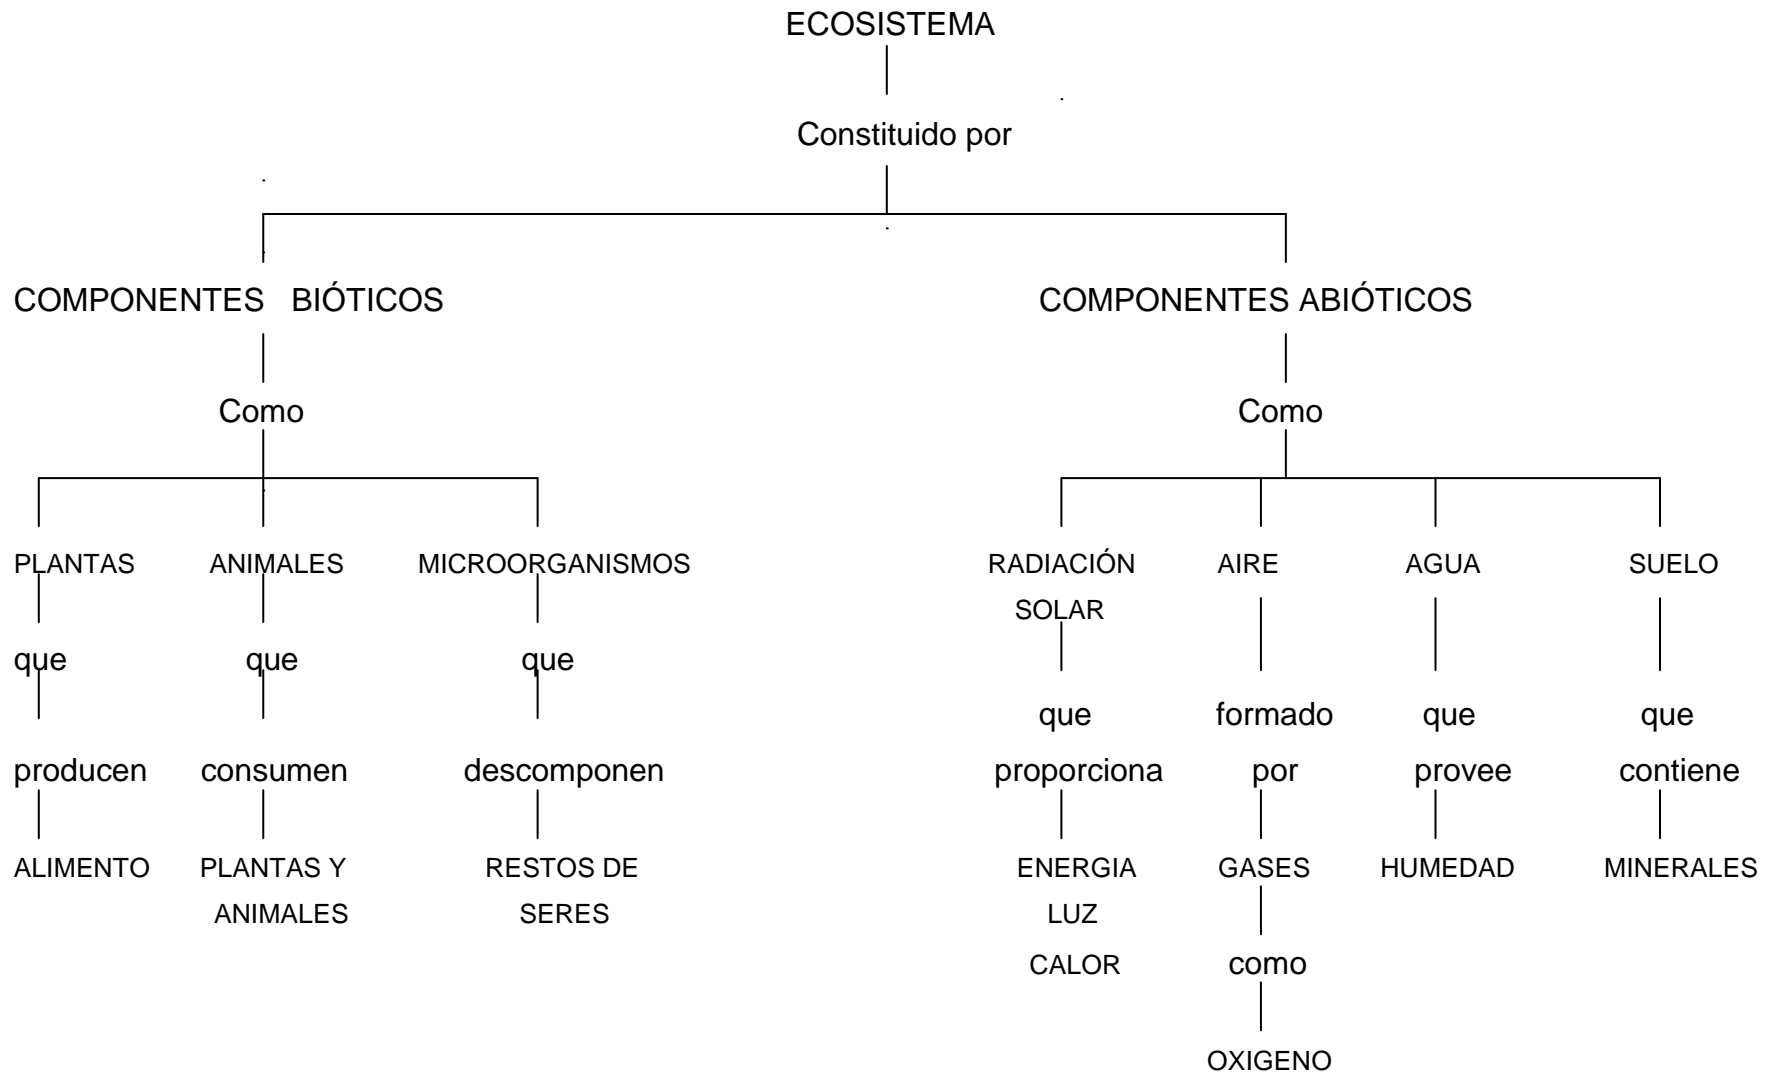 ECOSISTEMA
Constituido por
COMPONENTES BIÓTICOS COMPONENTES ABIÓTICOS
Como Como
PLANTAS ANIMALES MICROORGANISMOS RADIACIÓN AIRE AGUA SUELO
SOLAR
que que que
que formado que que
producen consumen descomponen proporciona por provee contiene
ALIMENTO PLANTAS Y RESTOS DE ENERGIA GASES HUMEDAD MINERALES
ANIMALES SERES LUZ
CALOR como
OXIGENO